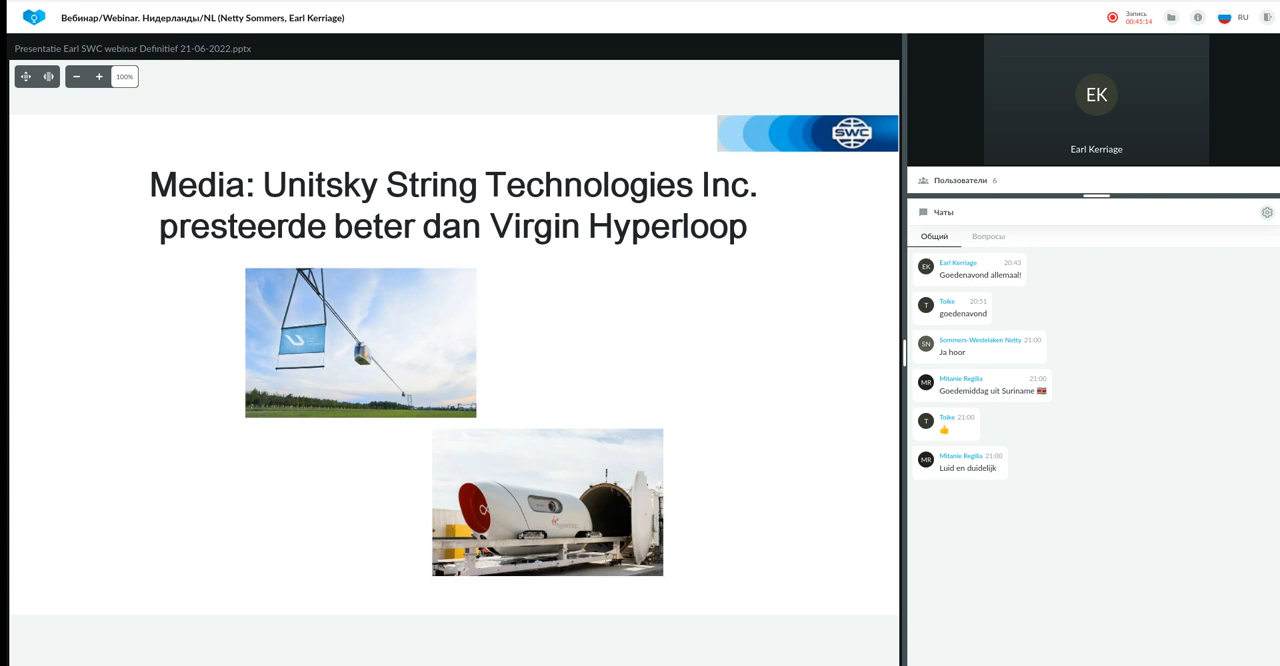 Вебинар/Webinar. Нидерланды/NL (Netty Sommers, Earl Kerriage)
Запись
00:45:14
RU
Presentatie Earl SWC webinar Definitief 21-06-2022.pptx
100%
SWC
Media: Unitsky String Technologies Inc.
presteerde beter dan Virgin Hyperloop
EK
Earl Kerriage
Пользователи 6
Чаты
Общий Вопросы
EK Earl Kerriage 20:43
Goedenavond allemaal!
T Toike 20:51
goedenavond
SN Sommers-Westelaken Netty 21:00
Ja hoor
MR Mitanie Regilia 21:00
Goedemiddag uit Suriname 🇸🇷
T Toike 21:00
👍
MR Mitanie Regilia 21:00
Luid en duidelijk